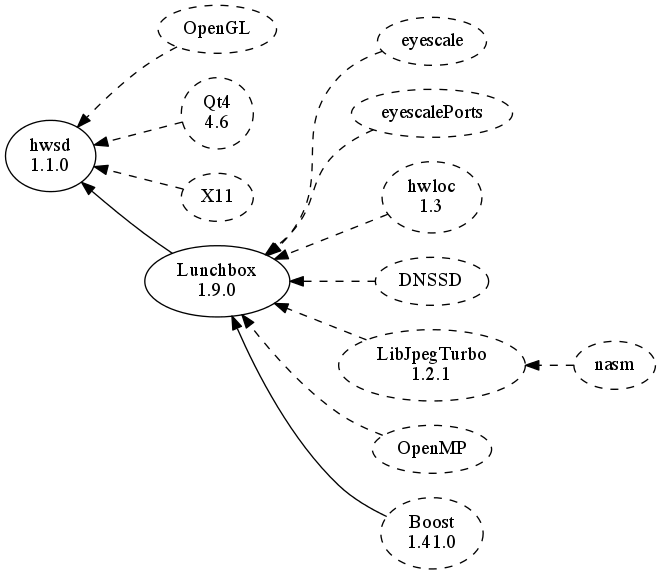 OpenGL
eyescale
Qt4
4.6
eyescalePorts
hwsd
1.1.0
X11
hwloc
1.3
Lunchbox
1.9.0
DNSSD
LibJpegTurbo
1.2.1
nasm
OpenMP
Boost
1.41.0